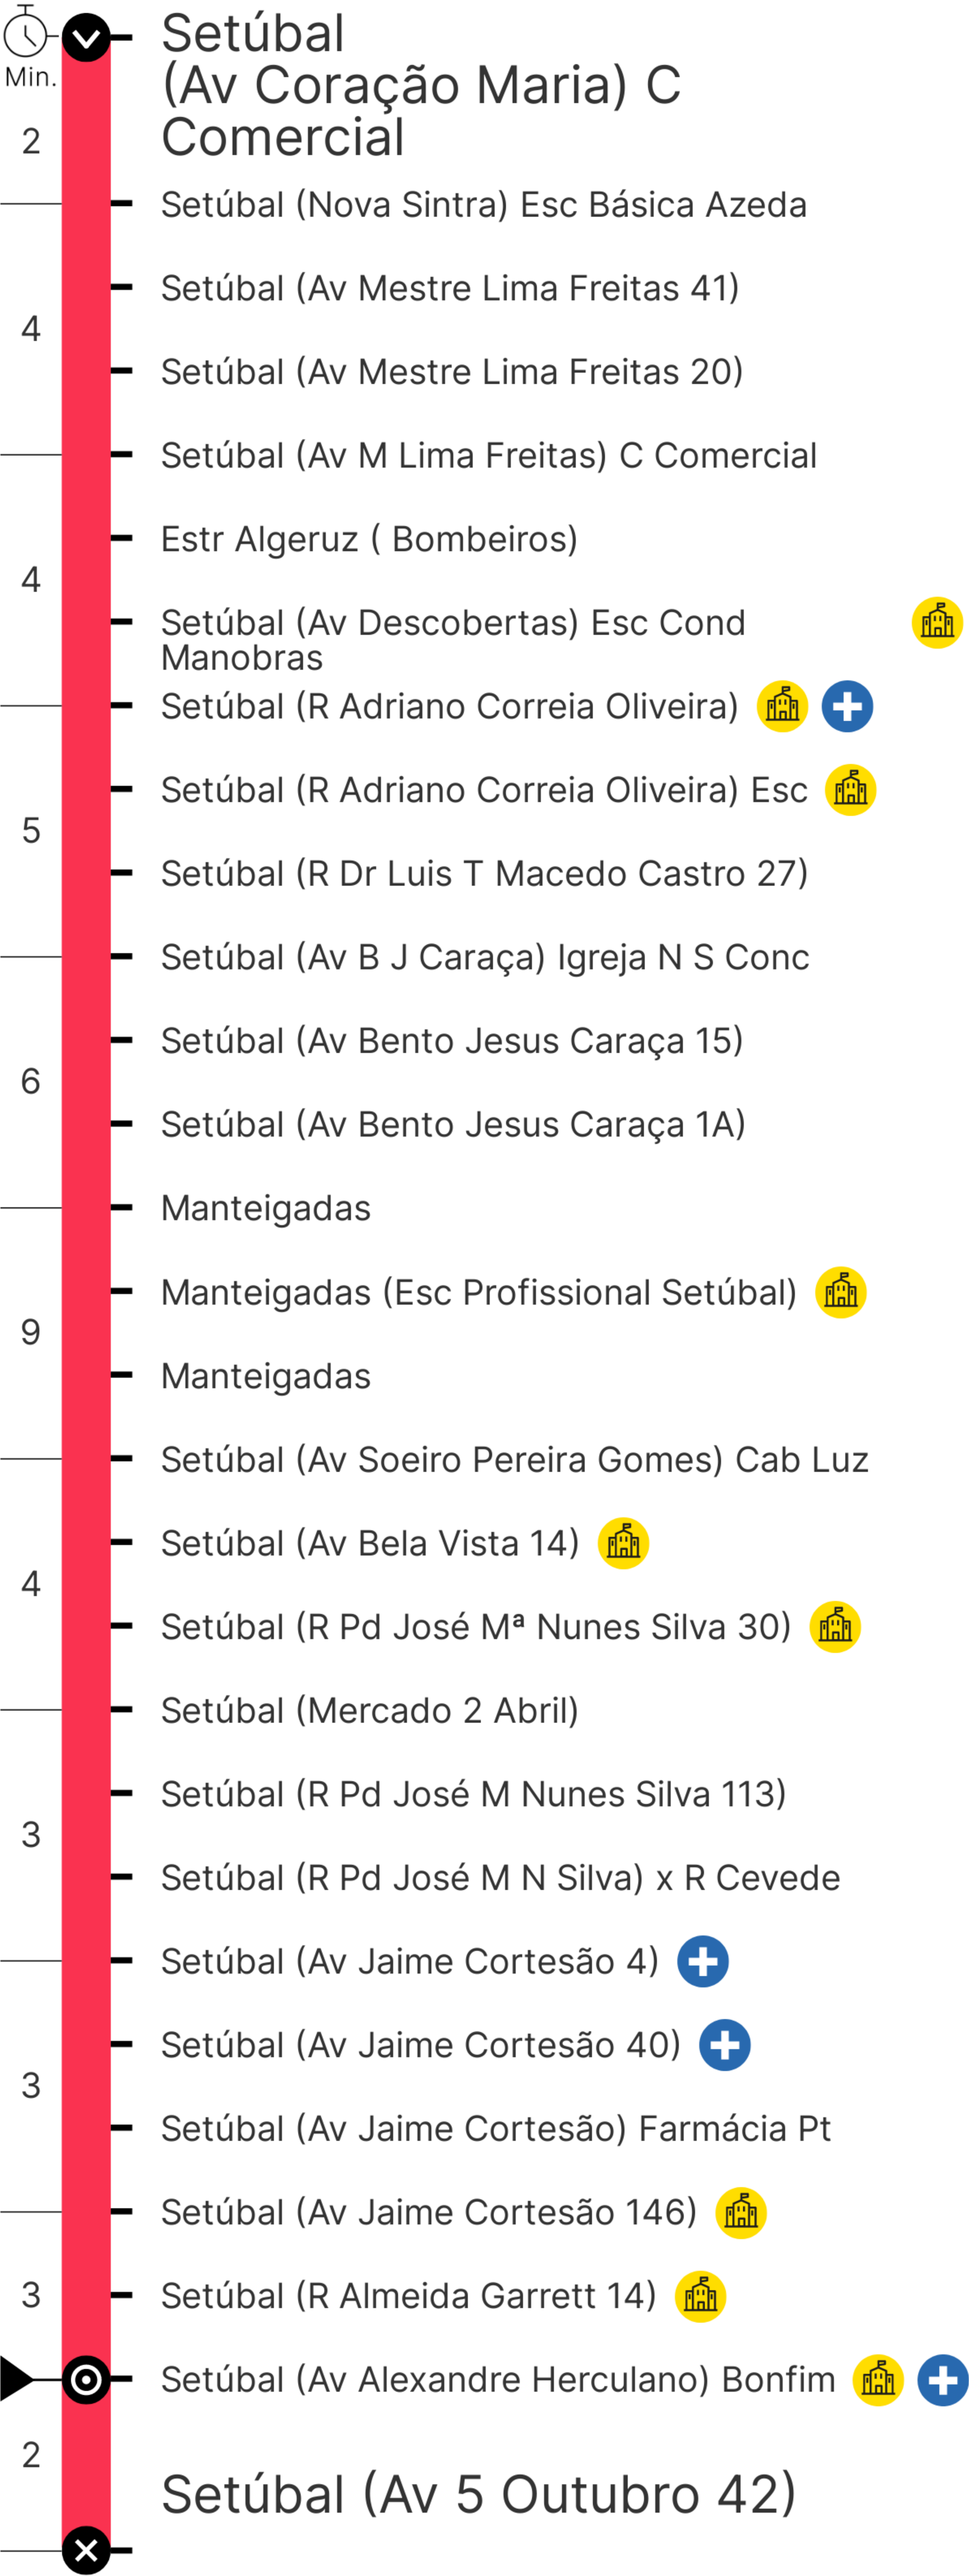 Min.
Setúbal
(Av Coração Maria) C
Comercial
2
Setúbal (Nova Sintra) Esc Básica Azeda
Setúbal (Av Mestre Lima Freitas 41)
4
Setúbal (Av Mestre Lima Freitas 20)
Setúbal (Av M Lima Freitas) C Comercial
Estr Algeruz ( Bombeiros)
4
Setúbal (Av Descobertas) Esc Cond
Manobras
Setúbal (R Adriano Correia Oliveira)
Setúbal (R Adriano Correia Oliveira) Esc
5
Setúbal (R Dr Luis T Macedo Castro 27)
Setúbal (Av B J Caraça) Igreja N S Conc
Setúbal (Av Bento Jesus Caraça 15)
6
Setúbal (Av Bento Jesus Caraça 1A)
Manteigadas
Manteigadas (Esc Profissional Setúbal)
9
Manteigadas
Setúbal (Av Soeiro Pereira Gomes) Cab Luz
Setúbal (Av Bela Vista 14)
4
Setúbal (R Pd José Mª Nunes Silva 30)
Setúbal (Mercado 2 Abril)
Setúbal (R Pd José M Nunes Silva 113)
3
Setúbal (R Pd José M N Silva) x R Cevede
Setúbal (Av Jaime Cortesão 4)
Setúbal (Av Jaime Cortesão 40)
3
Setúbal (Av Jaime Cortesão) Farmácia Pt
Setúbal (Av Jaime Cortesão 146)
3
Setúbal (R Almeida Garrett 14)
Setúbal (Av Alexandre Herculano) Bonfim
2
Setúbal (Av 5 Outubro 42)